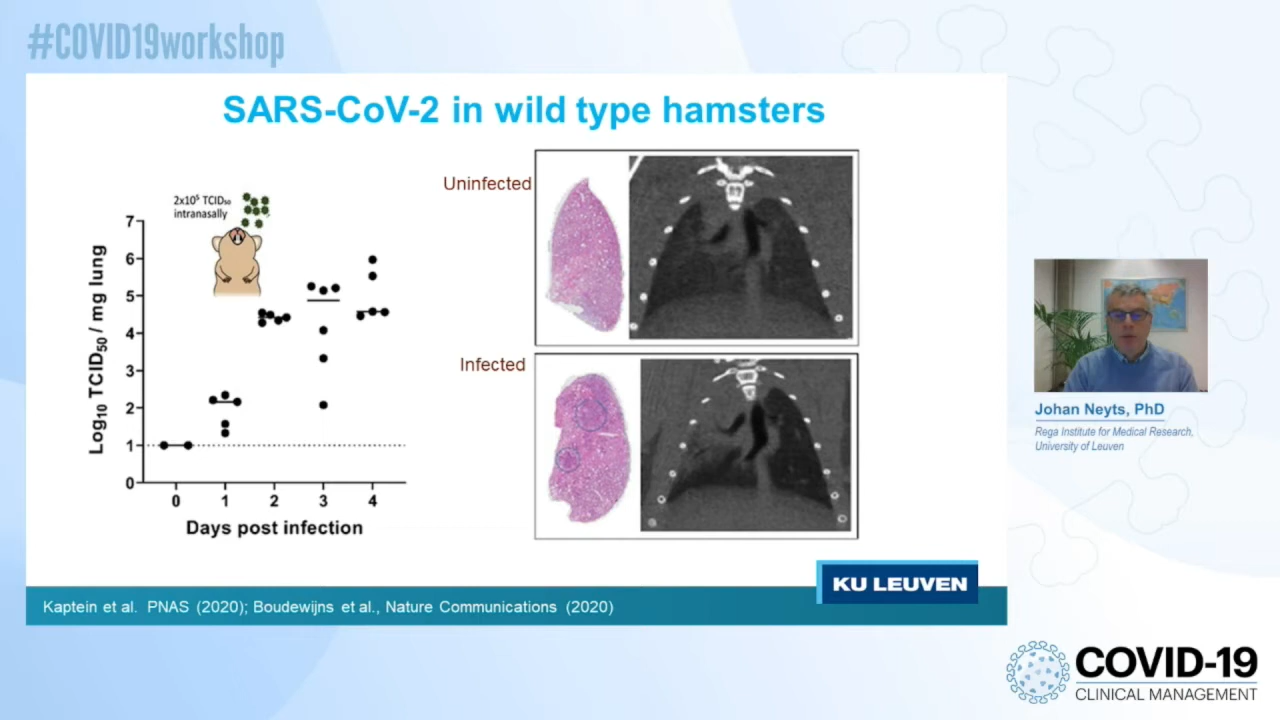 #COVID19workshop
SARS-CoV-2 in wild type hamsters
2x10⁵ TCID₅₀
intranasally
Log₁₀ TCID₅₀ / mg lung
7
6
5
4
3
2
1
0
0 1 2 3 4
Days post infection
Uninfected
Infected
KU LEUVEN
Kaptein et al. PNAS (2020); Boudewijns et al., Nature Communications (2020)
Johan Neyts, PhD
Rega Institute for Medical Research,
University of Leuven
COVID-19
CLINICAL MANAGEMENT